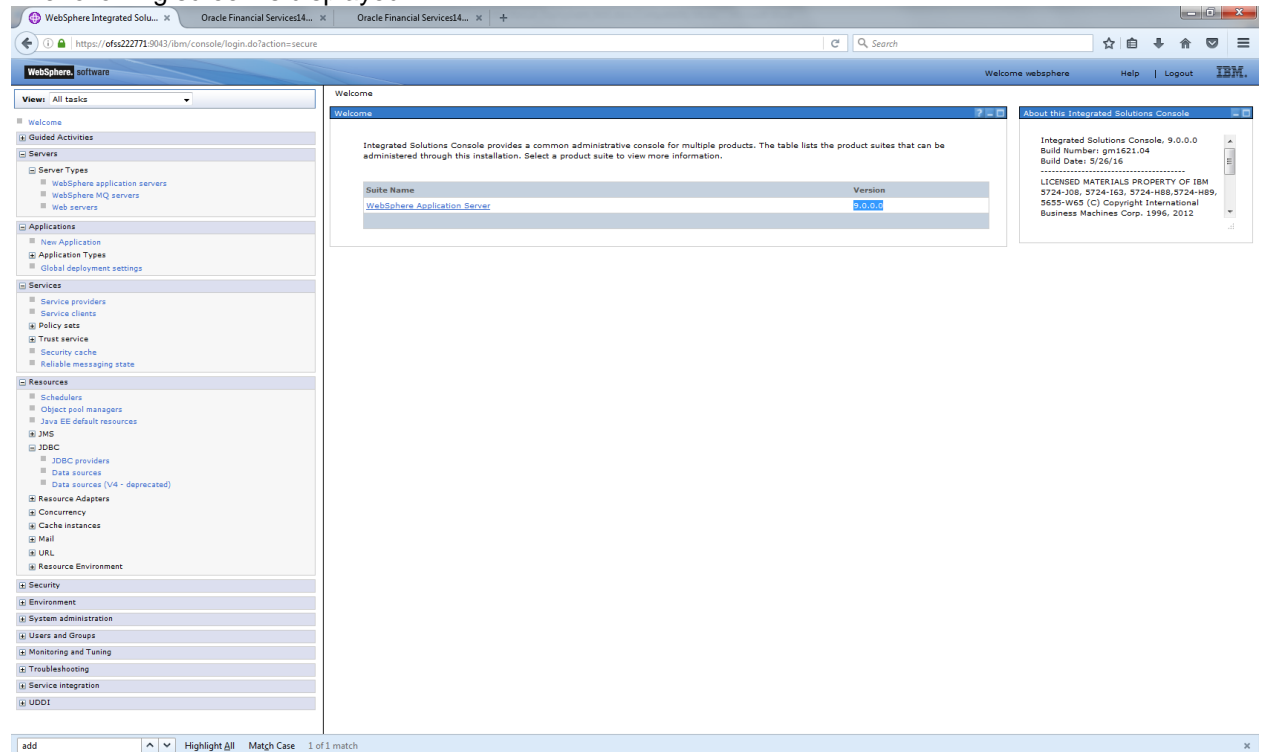 WebSphere Integrated Solu... ×
Oracle Financial Services14... ×
Oracle Financial Services14... ×
+
https://ofss222771:9043/ibm/console/login.do?action=secure
Search
WebSphere. software
Welcome websphere
Help | Logout
IBM.
View: All tasks
Welcome
Guided Activities
Servers
Server Types
WebSphere application servers
WebSphere MQ servers
Web servers
Applications
New Application
Application Types
Global deployment settings
Services
Service providers
Service clients
Policy sets
Trust service
Security cache
Reliable messaging state
Resources
Schedulers
Object pool managers
Java EE default resources
JMS
JDBC
JDBC providers
Data sources
Data sources (V4 - deprecated)
Resource Adapters
Concurrency
Cache instances
Mail
URL
Resource Environment
Security
Environment
System administration
Users and Groups
Monitoring and Tuning
Troubleshooting
Service integration
UDDI
Welcome
Welcome
Integrated Solutions Console provides a common administrative console for multiple products. The table lists the product suites that can be
administered through this installation. Select a product suite to view more information.
Suite Name Version
WebSphere Application Server 9.0.0.0
About this Integrated Solutions Console
Integrated Solutions Console, 9.0.0.0
Build Number: gm1621.04
Build Date: 5/26/16
----------------------------------------
LICENSED MATERIALS PROPERTY OF IBM
5724-J08, 5724-I63, 5724-H88,5724-H89,
5655-W65 (C) Copyright International
Business Machines Corp. 1996, 2012
add
Highlight All Match Case 1 of 1 match